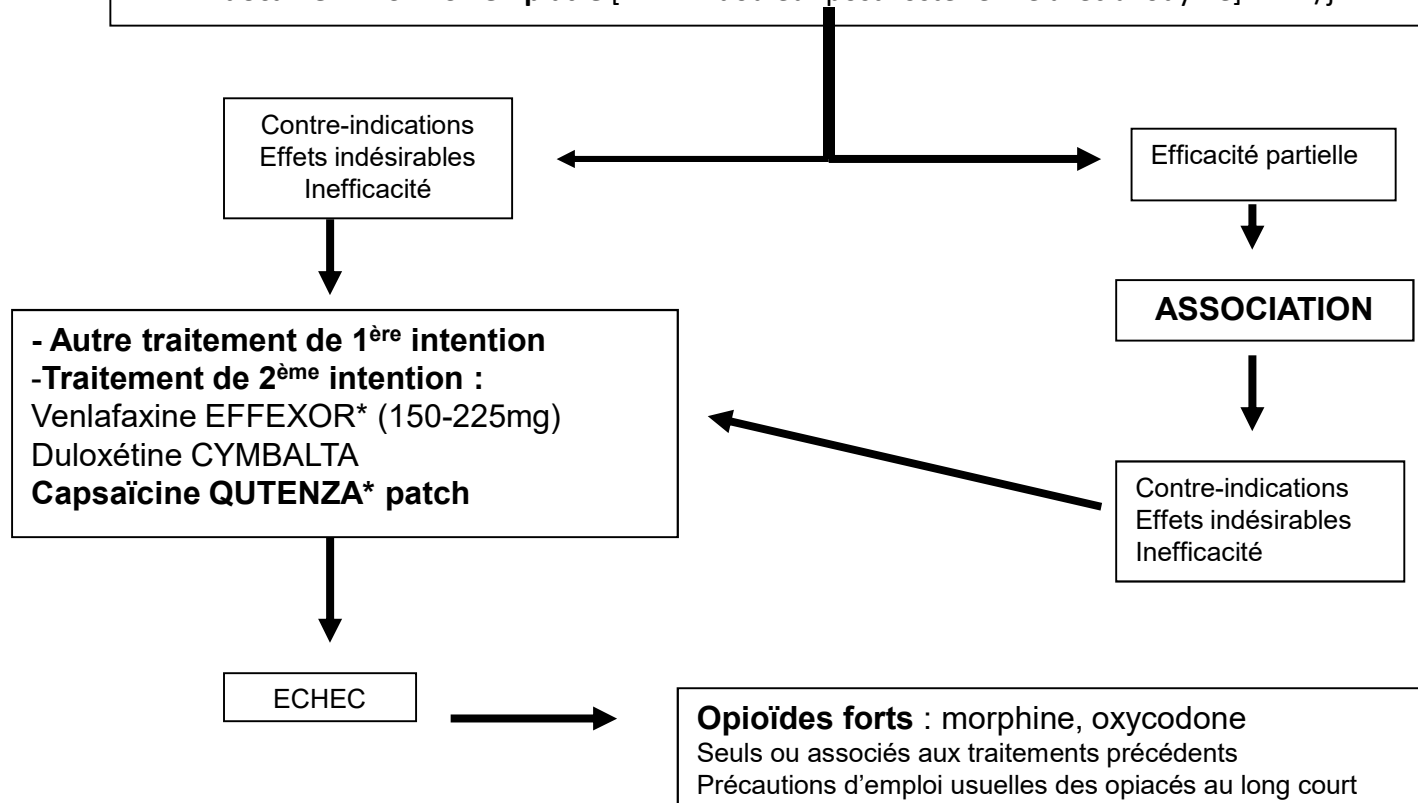 Contre-indications
Effets indésirables
Inefficacité
Efficacité partielle
ASSOCIATION
- Autre traitement de 1ère intention
-Traitement de 2ème intention :
Venlafaxine EFFEXOR* (150-225mg)
Duloxétine CYMBALTA
Capsaïcine QUTENZA* patch
Contre-indications
Effets indésirables
Inefficacité
ECHEC
Opioïdes forts : morphine, oxycodone
Seuls ou associés aux traitements précédents
Précautions d'emploi usuelles des opiacés au long court